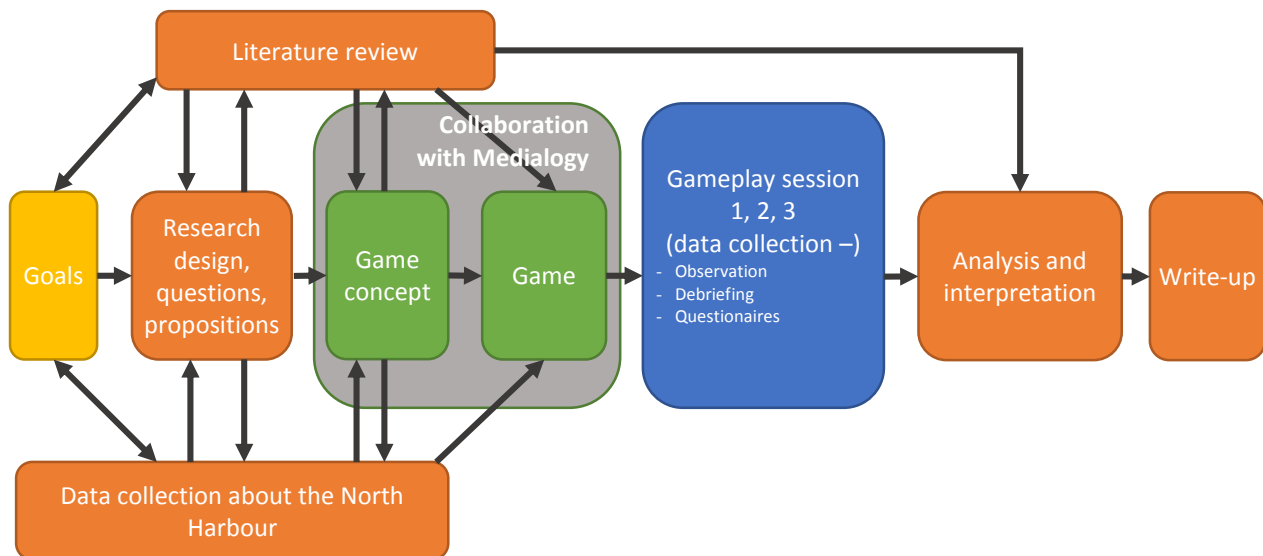 Literature review
Collaboration
with Medialogy
Goals
Research
design,
questions,
propositions
Game
concept
Game
Gameplay session
1, 2, 3
(data collection –)
- Observation
- Debriefing
- Questionaires
Analysis and
interpretation
Write-up
Data collection about the North
Harbour